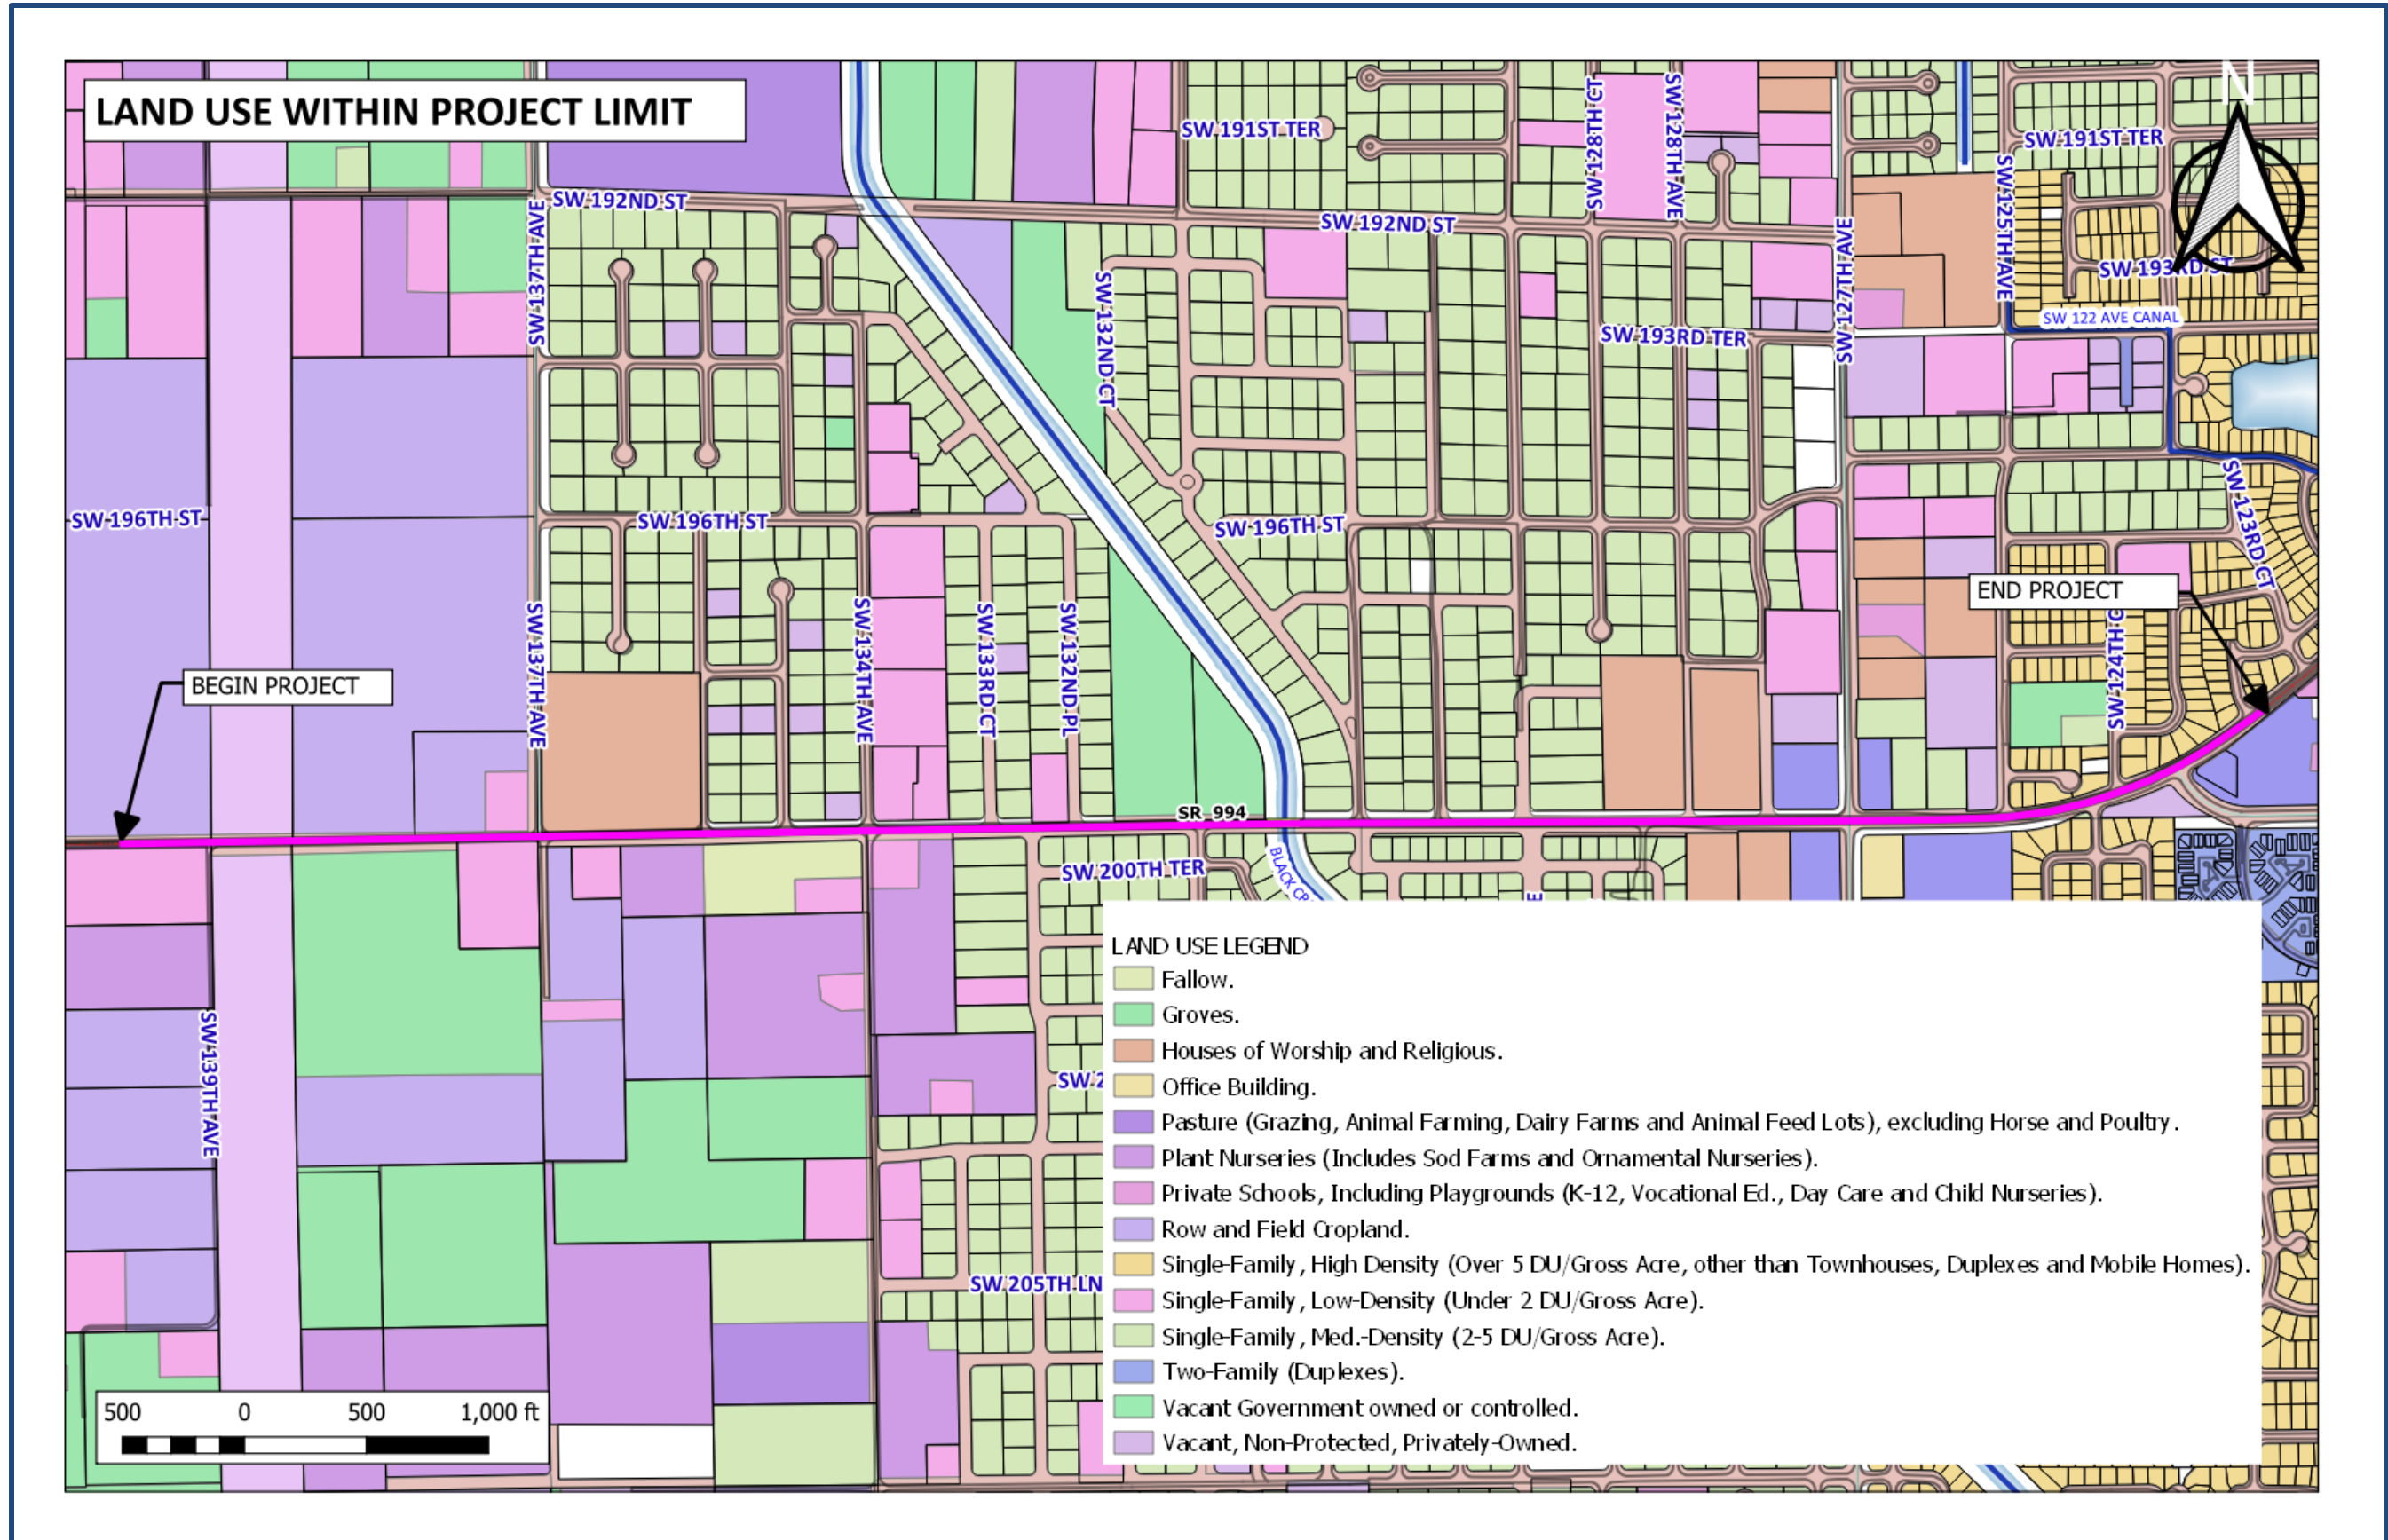 LAND USE WITHIN PROJECT LIMIT
N
SW 191ST TER
SW 128TH CT
SW 128TH AVE
SW 191ST TER
SW 125TH AVE
SW 192ND ST
SW 192ND ST
SW 137TH AVE
SW 132ND CT
SW 127TH AVE
SW 193RD ST
SW 122 AVE CANAL
SW 193RD TER
SW 196TH ST
SW 196TH ST
SW 196TH ST
SW 123RD CT
END PROJECT
SW 137TH AVE
SW 134TH AVE
SW 133RD CT
SW 132ND PL
SW 124TH
BEGIN PROJECT
SR 994
SW 200TH TER
BLACK CR
E
LAND USE LEGEND
Fallow.
Groves.
Houses of Worship and Religious.
Office Building.
Pasture (Grazing, Animal Farming, Dairy Farms and Animal Feed Lots), excluding Horse and Poultry.
Plant Nurseries (Includes Sod Farms and Ornamental Nurseries).
Private Schools, Including Playgrounds (K-12, Vocational Ed., Day Care and Child Nurseries).
Row and Field Cropland.
Single-Family, High Density (Over 5 DU/Gross Acre, other than Townhouses, Duplexes and Mobile Homes).
Single-Family, Low-Density (Under 2 DU/Gross Acre).
Single-Family, Med.-Density (2-5 DU/Gross Acre).
Two-Family (Duplexes).
Vacant Government owned or controlled.
Vacant, Non-Protected, Privately-Owned.
SW 139TH AVE
SW 2
SW 205TH LN
500 0 500 1,000 ft